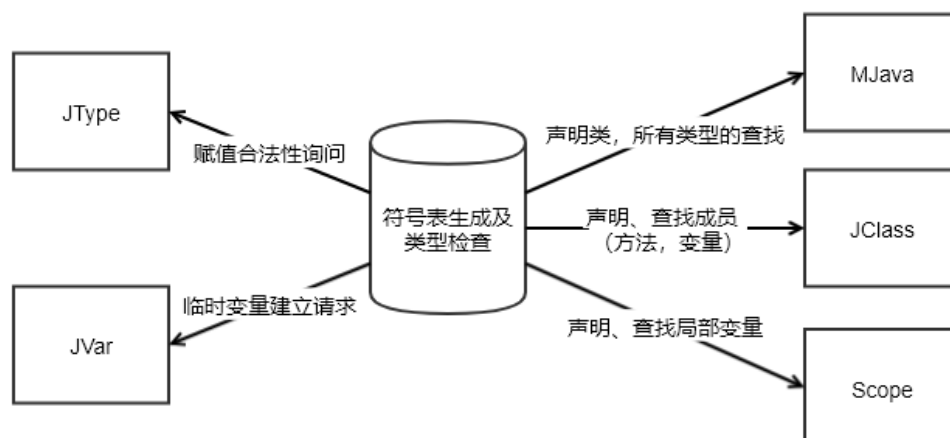 MJava
JType
声明类，所有类型的查找
赋值合法性询问
符号表生成及
类型检查
声明、查找成员
（方法，变量）
JClass
临时变量建立请求
声明、查找局部变量
JVar
Scope